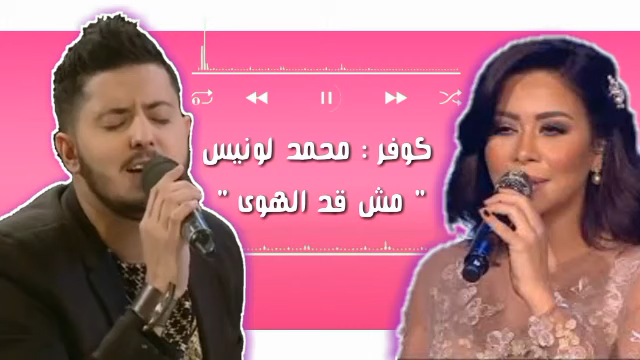 كوفر : محمد لونيس
" مش قد الهوى "